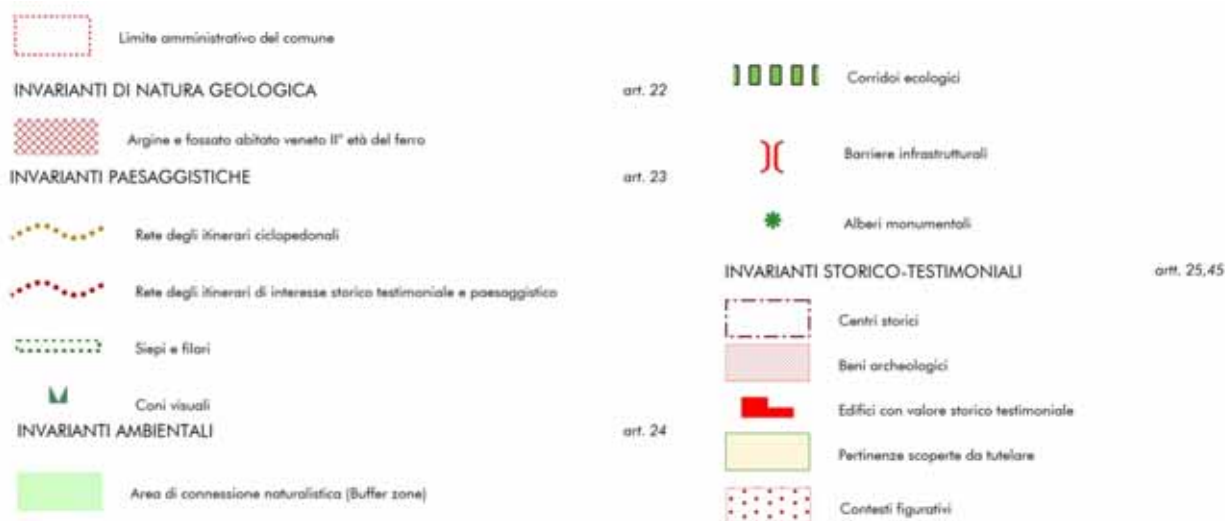 Limite amministrativo del comune
INVARIANTI DI NATURA GEOLOGICA art. 22
Argine e fossato abitato veneto II° età del ferro
INVARIANTI PAESAGGISTICHE art. 23
Rete degli itinerari ciclopedonali
Rete degli itinerari di interesse storico testimoniale e paesaggistico
Siepi e filari
Coni visuali
INVARIANTI AMBIENTALI art. 24
Area di connessione naturalistica (Buffer zone)
Corridoi ecologici
Barriere infrastrutturali
Alberi monumentali
INVARIANTI STORICO-TESTIMONIALI artt. 25,45
Centri storici
Beni archeologici
Edifici con valore storico testimoniale
Pertinenze scoperte da tutelare
Contesti figurativi